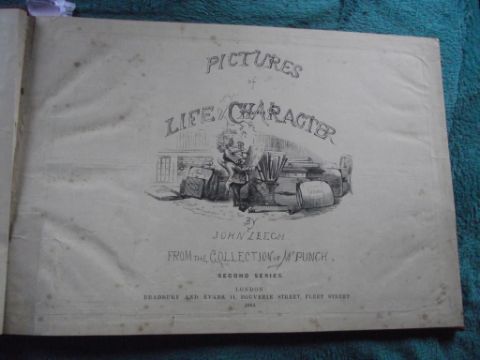 PICTURES
of
LIFE & CHARACTER
BY
JOHN LEECH
FROM THE COLLECTION of Mr PUNCH.
SECOND SERIES
LONDON
BRADBURY AND EVANS, 11, BOUVERIE STREET, FLEET STREET